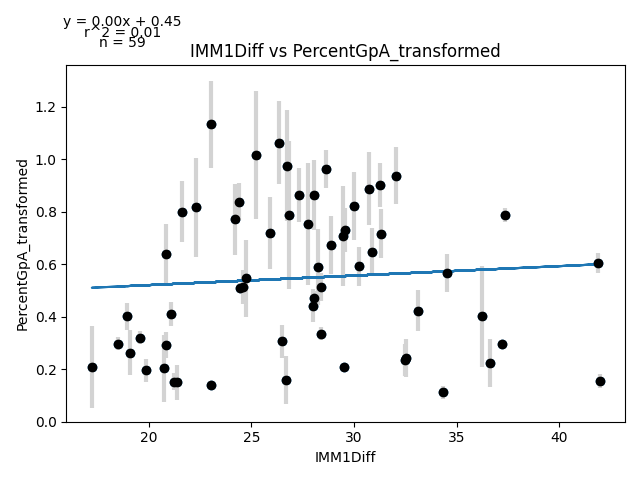 y = 0.00x + 0.45
r^2 = 0.01
n = 59
IMM1Diff vs PercentGpA_transformed
PercentGpA_transformed
1.2
1.0
0.8
0.6
0.4
0.2
0.0
20
25
30
35
40
IMM1Diff